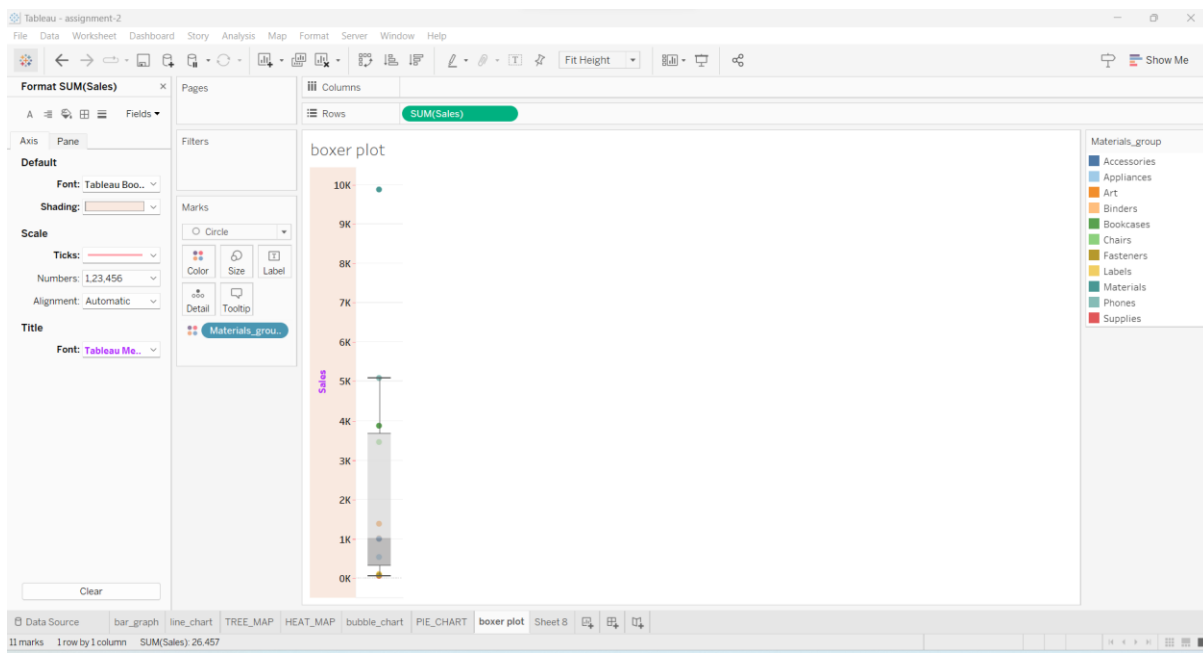 Tableau - assignment-2
File Data Worksheet Dashboard Story Analysis Map Format Server Window Help
Fit Height
Show Me
Format SUM(Sales) ×
Fields
Axis Pane
Default
Font: Tableau Boo..
Shading:
Scale
Ticks:
Numbers: 1,23,456
Alignment: Automatic
Title
Font: Tableau Me..
Clear
Pages
Filters
Marks
Circle
Color Size Label
Detail Tooltip
Materials_grou..
Columns
Rows SUM(Sales)
boxer plot
10K
9K
8K
7K
6K
5K
4K
3K
2K
1K
0K
Sales
Materials_group
Accessories
Appliances
Art
Binders
Bookcases
Chairs
Fasteners
Labels
Materials
Phones
Supplies
Data Source bar_graph line_chart TREE_MAP HEAT_MAP bubble_chart PIE_CHART boxer plot Sheet 8
11 marks 1 row by 1 column SUM(Sales): 26,457